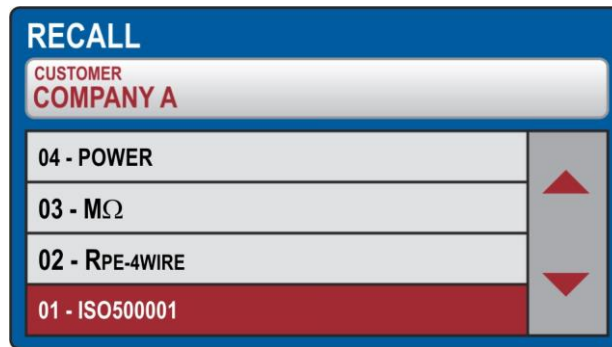 RECALL
CUSTOMER
COMPANY A
04 - POWER
03 - MΩ
02 - RPE-4WIRE
01 - ISO500001